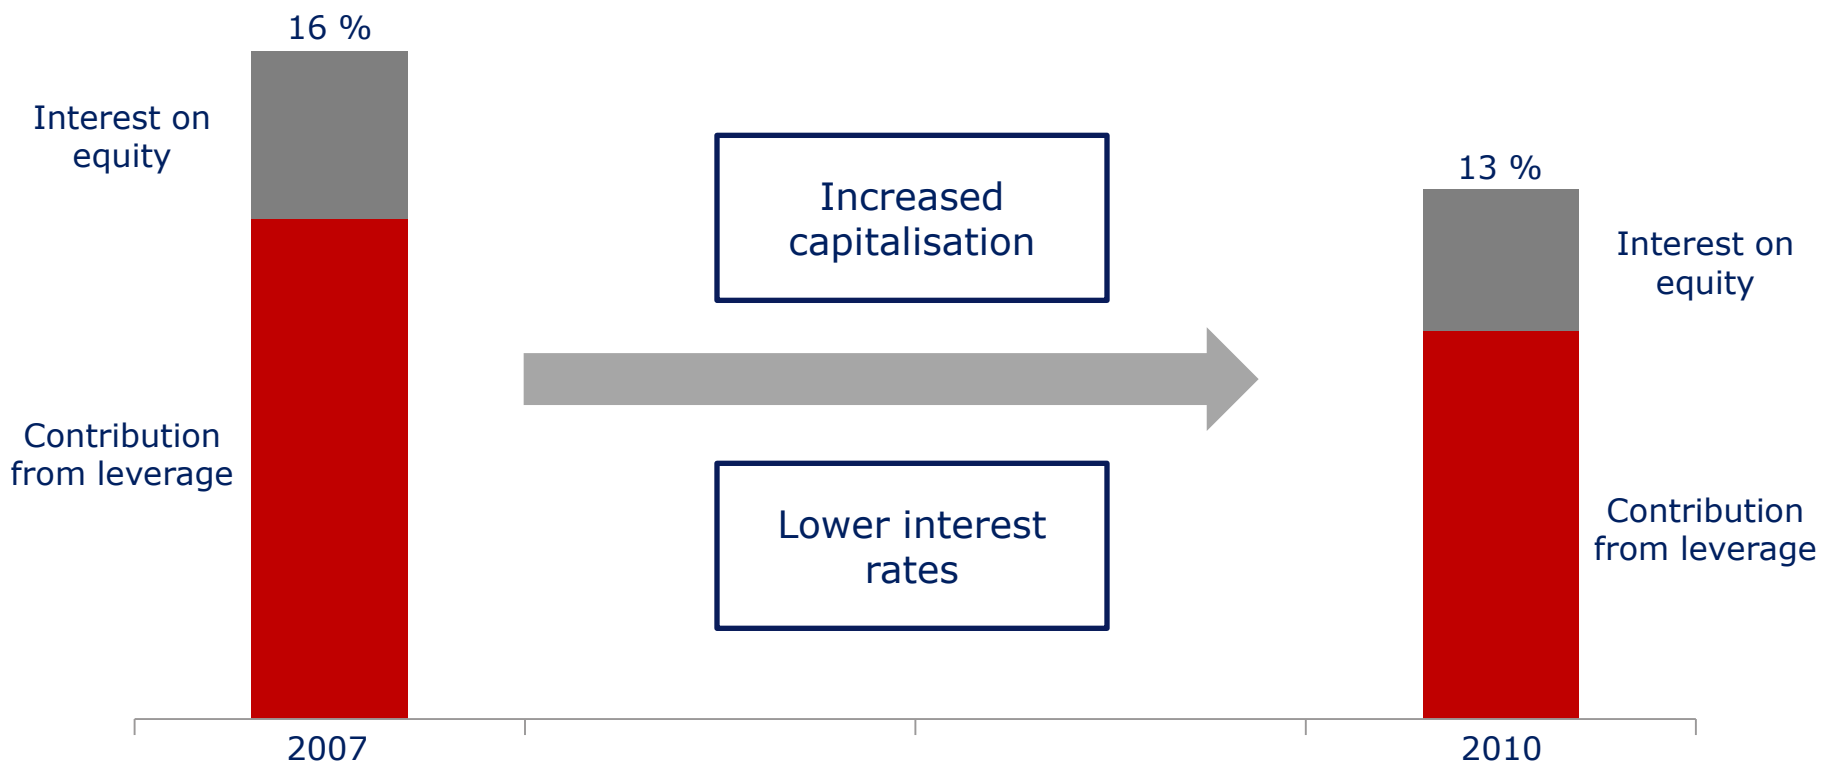 16 %
Interest on
equity
Contribution
from leverage
2007
Increased
capitalisation
Lower interest
rates
13 %
Interest on
equity
Contribution
from leverage
2010